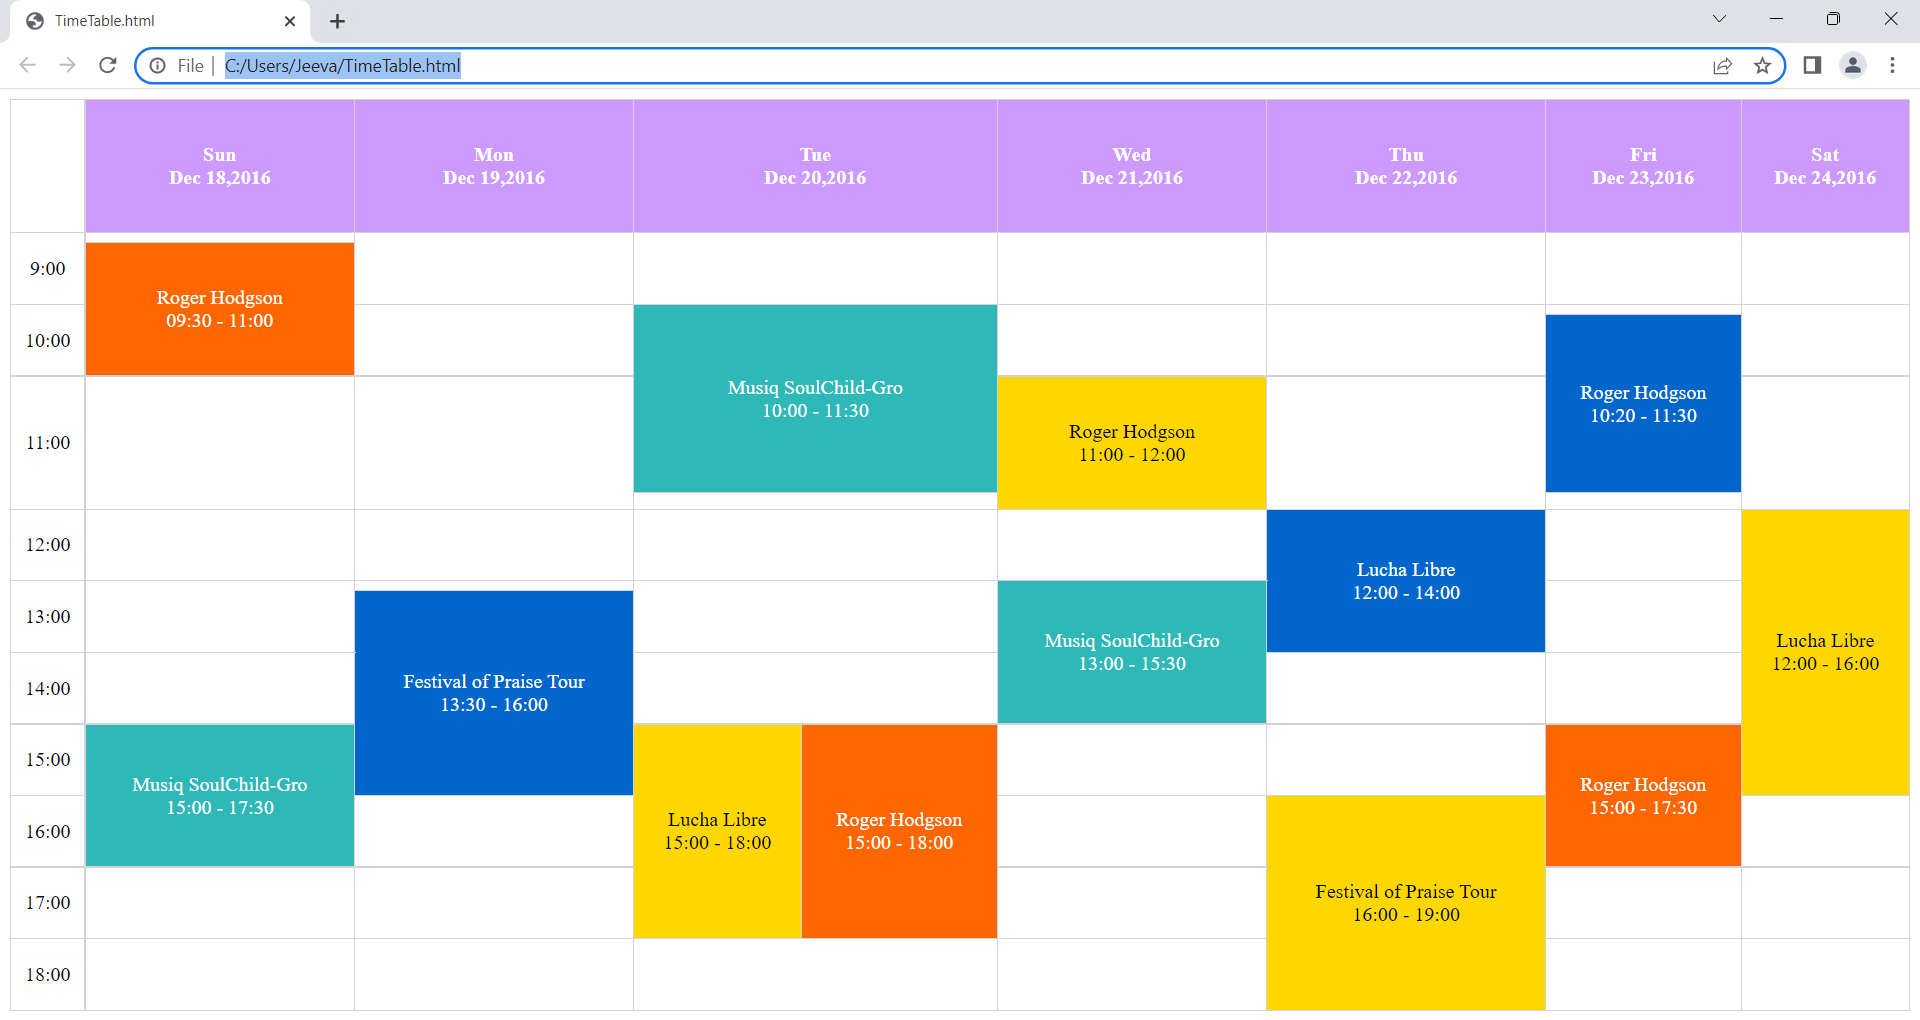 TimeTable.html
File
C:/Users/Jeeva/TimeTable.html
Sun
Dec 18,2016
Mon
Dec 19,2016
Tue
Dec 20,2016
Wed
Dec 21,2016
Thu
Dec 22,2016
Fri
Dec 23,2016
Sat
Dec 24,2016
9:00
Roger Hodgson
09:30 - 11:00
10:00
Musiq SoulChild-Gro
10:00 - 11:30
Roger Hodgson
10:20 - 11:30
11:00
Roger Hodgson
11:00 - 12:00
12:00
Lucha Libre
12:00 - 14:00
Lucha Libre
12:00 - 16:00
13:00
Festival of Praise Tour
13:30 - 16:00
Musiq SoulChild-Gro
13:00 - 15:30
14:00
15:00
Musiq SoulChild-Gro
15:00 - 17:30
Lucha Libre
15:00 - 18:00
Roger Hodgson
15:00 - 18:00
Roger Hodgson
15:00 - 17:30
16:00
Festival of Praise Tour
16:00 - 19:00
17:00
18:00